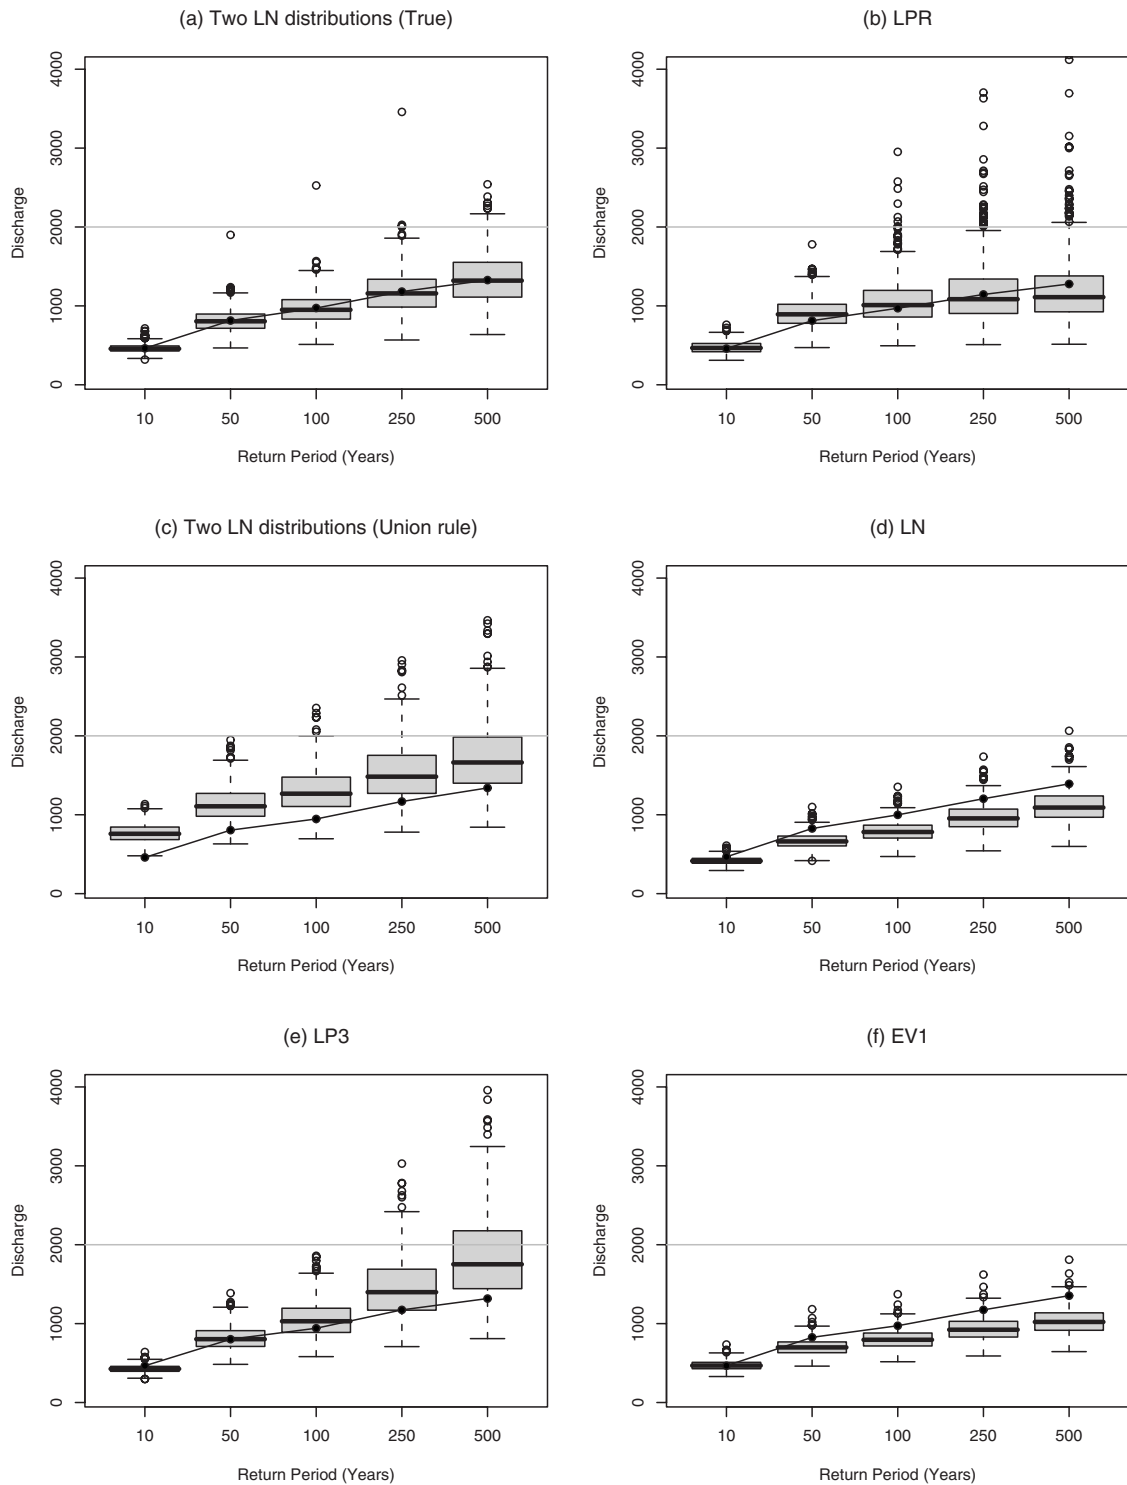 (a) Two LN distributions (True)
Discharge
4000
3000
2000
1000
0
10 50 100 250 500
Return Period (Years)
(b) LPR
Discharge
4000
3000
2000
1000
0
10 50 100 250 500
Return Period (Years)
(c) Two LN distributions (Union rule)
Discharge
4000
3000
2000
1000
0
10 50 100 250 500
Return Period (Years)
(d) LN
Discharge
4000
3000
2000
1000
0
10 50 100 250 500
Return Period (Years)
(e) LP3
Discharge
4000
3000
2000
1000
0
10 50 100 250 500
Return Period (Years)
(f) EV1
Discharge
4000
3000
2000
1000
0
10 50 100 250 500
Return Period (Years)